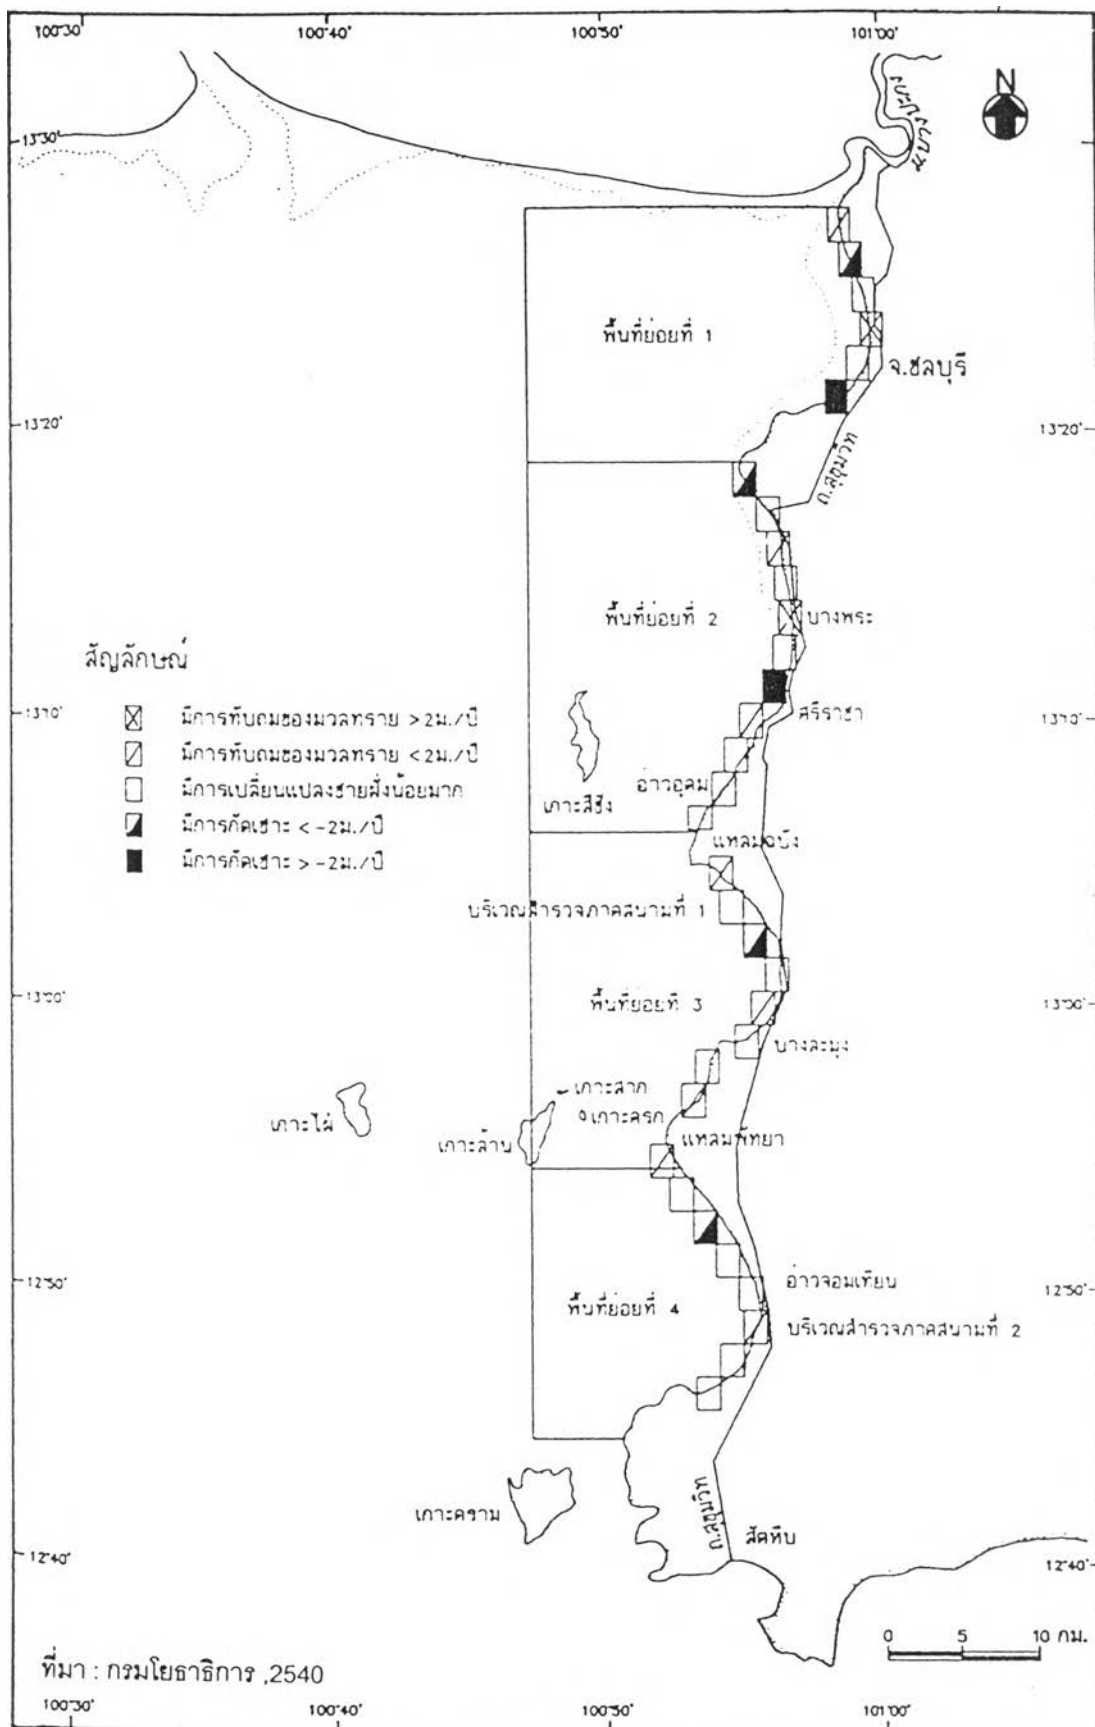 100°30' 100°40' 100°50' 101°00'
N
แม่น้ำบางปะกง
13°30'
พื้นที่ย่อยที่ 1
จ.ชลบุรี
13°20' 13°20'
ถ.สุขุมวิท
พื้นที่ย่อยที่ 2
บางพระ
สัญลักษณ์
มีการทับถมของมวลทราย >2ม./ปี
มีการทับถมของมวลทราย <2ม./ปี
มีการเปลี่ยนแปลงชายฝั่งน้อยมาก
มีการกัดเซาะ <-2ม./ปี
มีการกัดเซาะ >-2ม./ปี
13°10' 13°10'
ศรีราชา
อ่าวอุดม
เกาะสีชัง
แหลมฉบัง
บริเวณสำรวจภาคสนามที่ 1
13°00' 13°00'
พื้นที่ย่อยที่ 3
บางละมุง
เกาะสาก
เกาะครก
เกาะไผ่
เกาะล้าน
แหลมพัทยา
12°50' 12°50'
อ่าวจอมเทียน
พื้นที่ย่อยที่ 4
บริเวณสำรวจภาคสนามที่ 2
เกาะคราม
ถ.สุขุมวิท
สัตหีบ
12°40' 12°40'
0 5 10 กม.
ที่มา : กรมโยธาธิการ ,2540
100°30' 100°40' 100°50' 101°00'